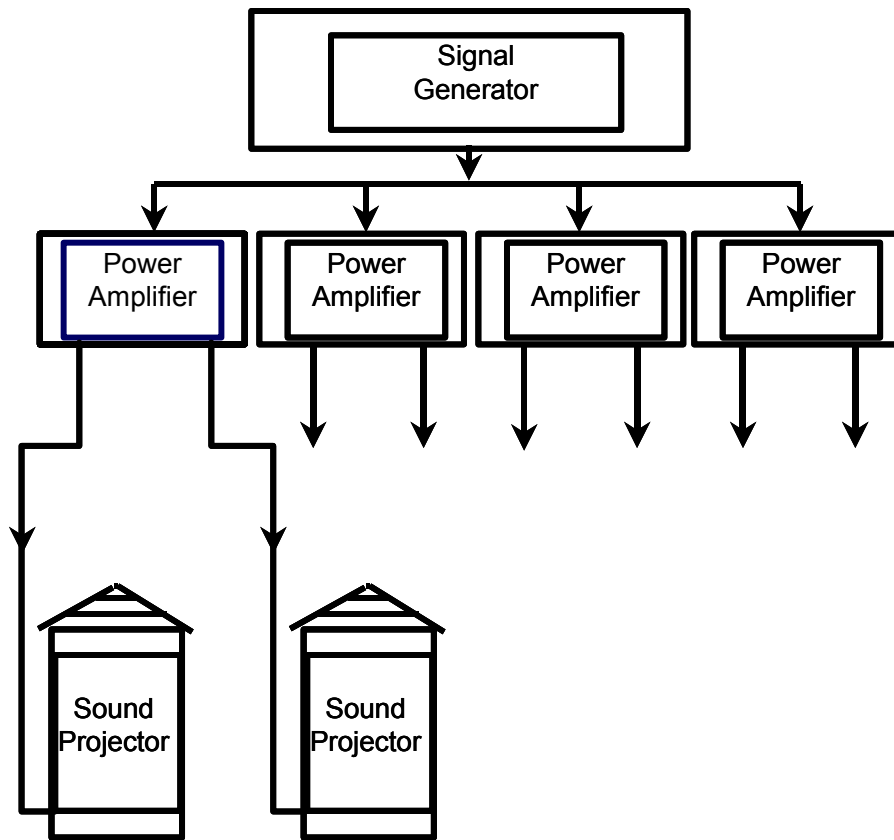 Signal
Generator
Power
Amplifier
Power
Amplifier
Power
Amplifier
Power
Amplifier
Sound
Projector
Sound
Projector